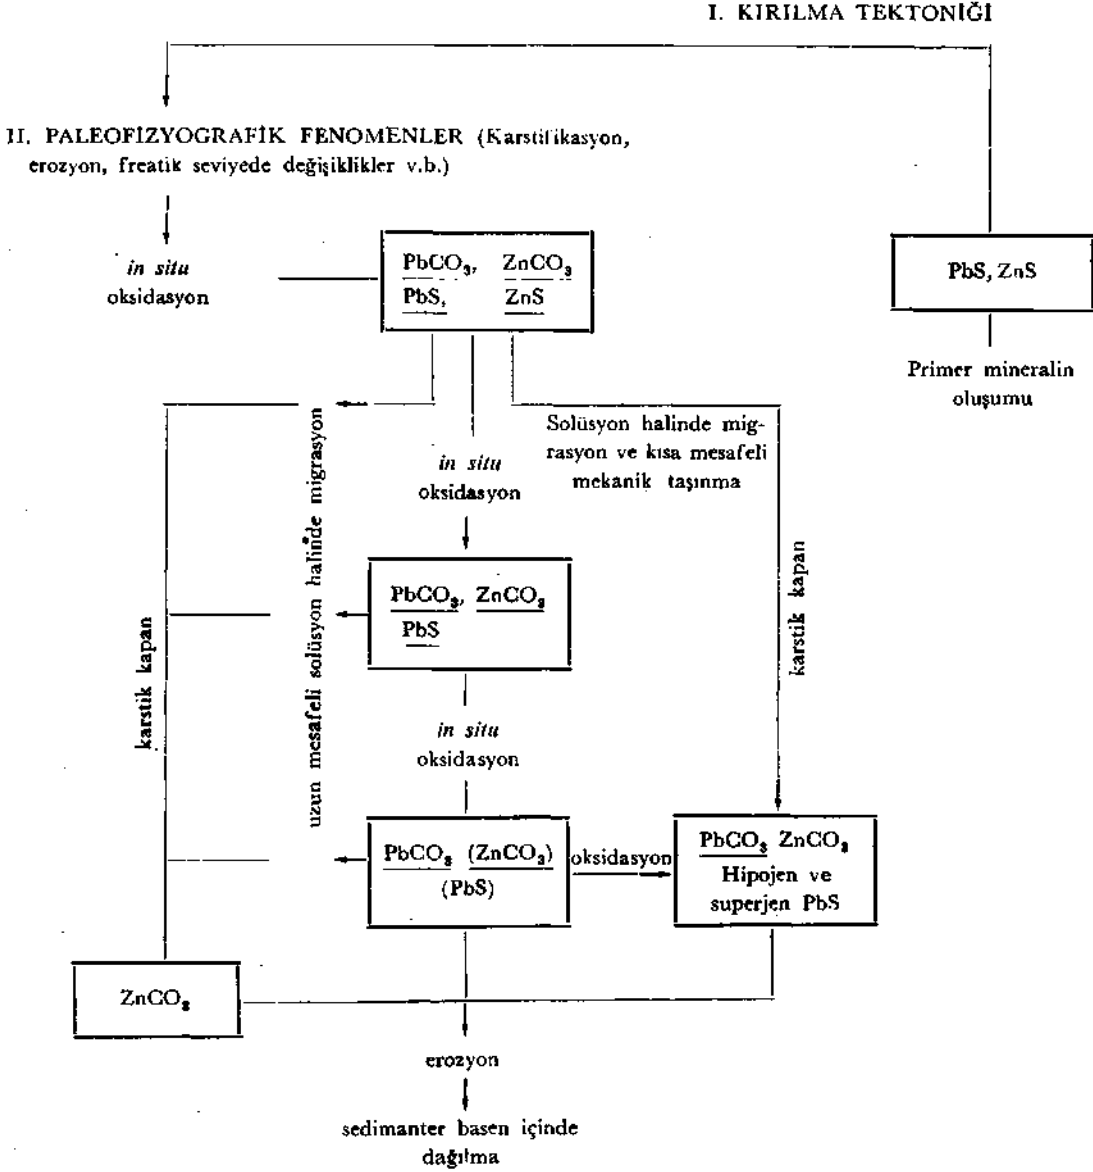 I. KIRILMA TEKTONİĞİ
II. PALEOFİZYOGRAFİK FENOMENLER (Karstifikasyon,
erozyon, freatik seviyede değişiklikler v.b.)
in situ
oksidasyon
PbCO₃, ZnCO₃
PbS, ZnS
PbS, ZnS
Primer mineralin
oluşumu
Solüsyon halinde mig-
rasyon ve kısa mesafeli
mekanik taşınma
in situ
oksidasyon
uzun mesafeli solüsyon halinde migrasyon
karstik kapan
karstik kapan
PbCO₃, ZnCO₃
PbS
in situ
oksidasyon
PbCO₃ (ZnCO₃)
(PbS)
oksidasyon
PbCO₃ ZnCO₃
Hipojen ve
superjen PbS
ZnCO₃
erozyon
sedimanter basen içinde
dağılma